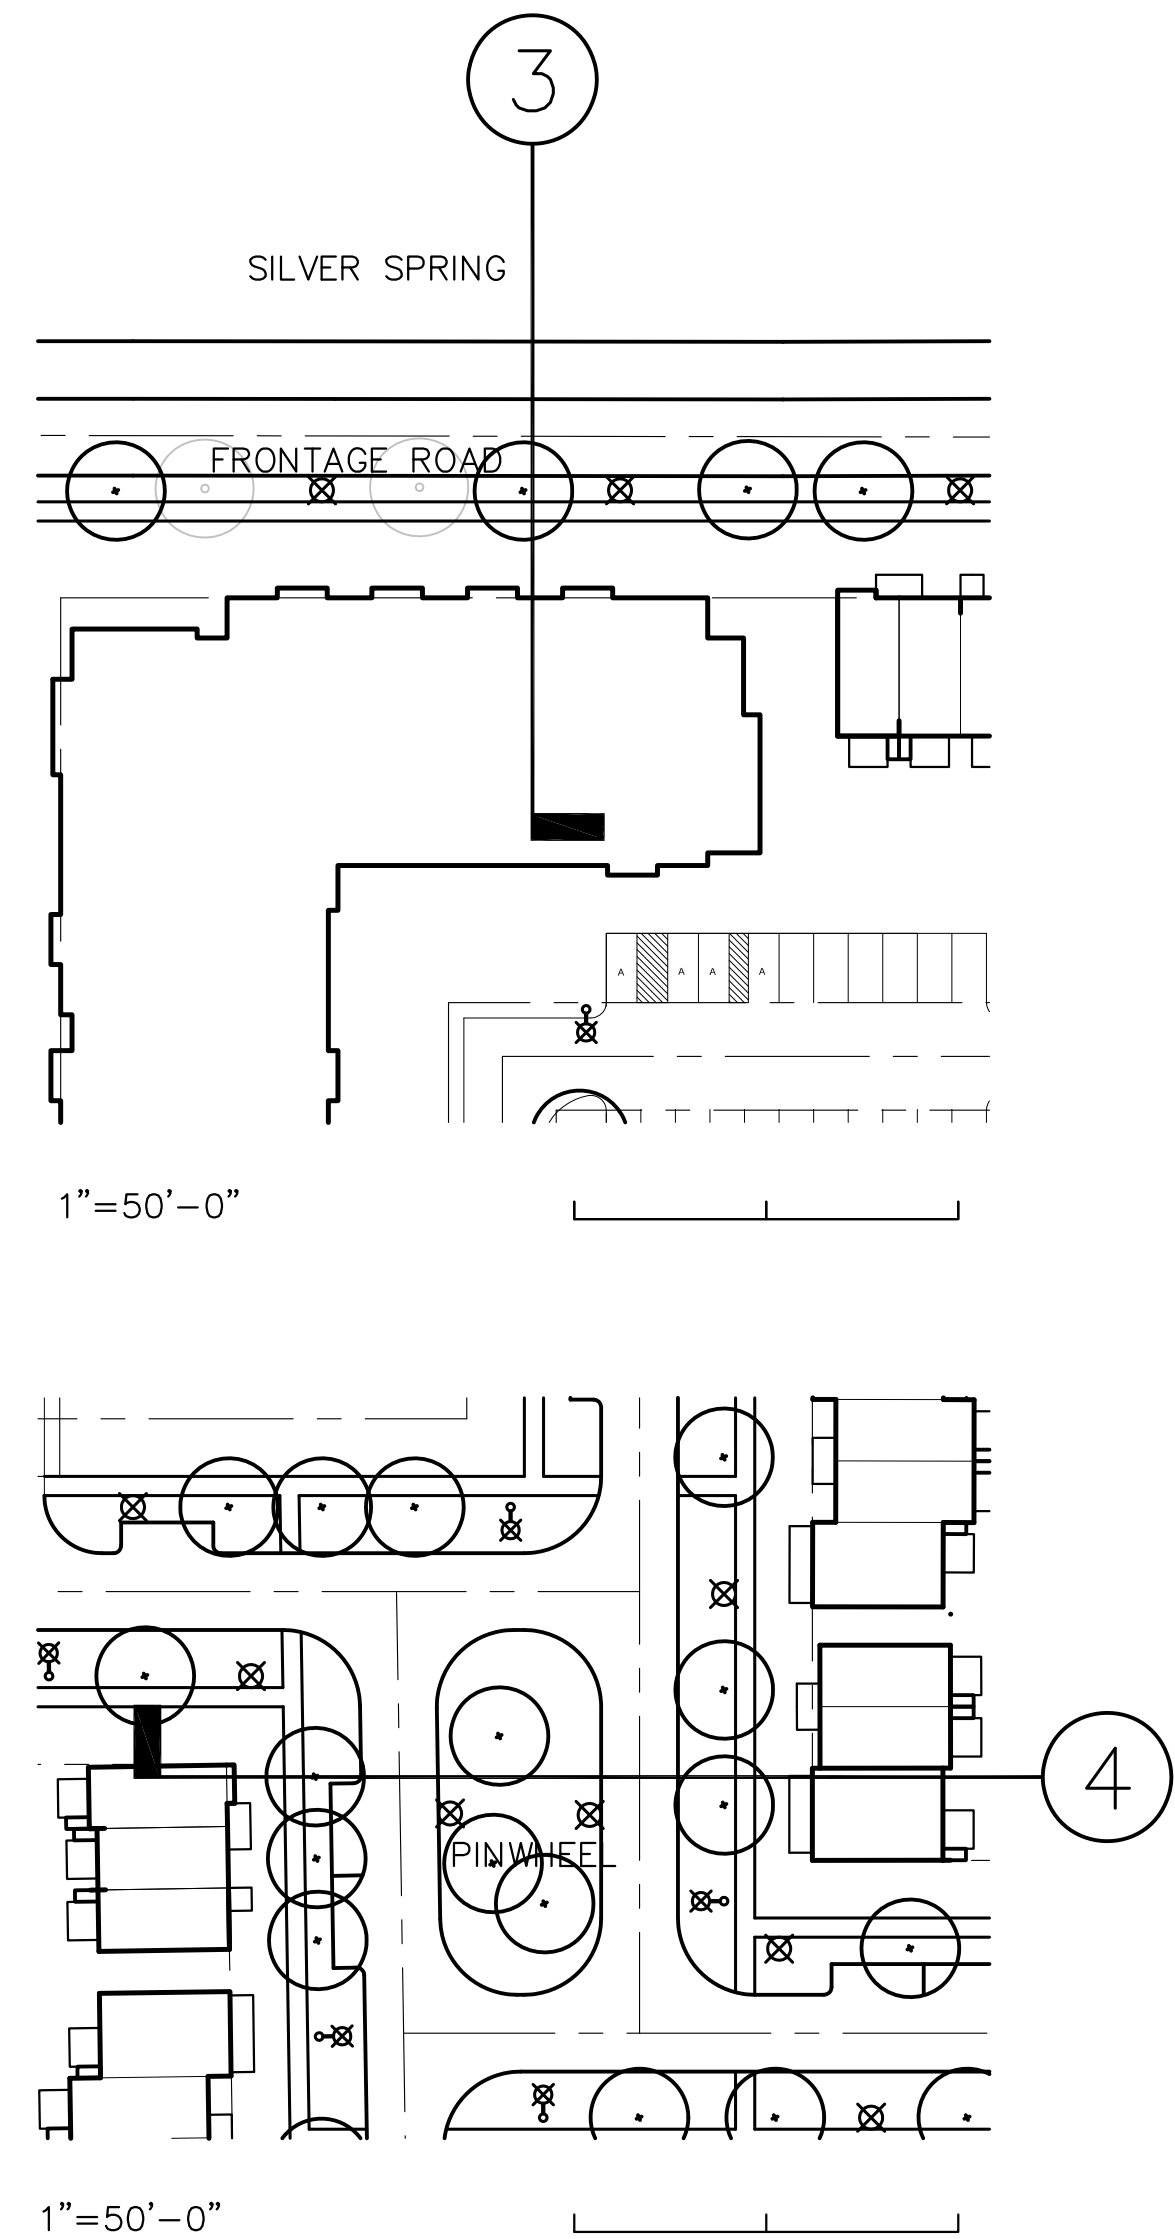 3
SILVER SPRING
FRONTAGE ROAD
A A A A
1"=50'-0"
4
PINWHEEL
1"=50'-0"